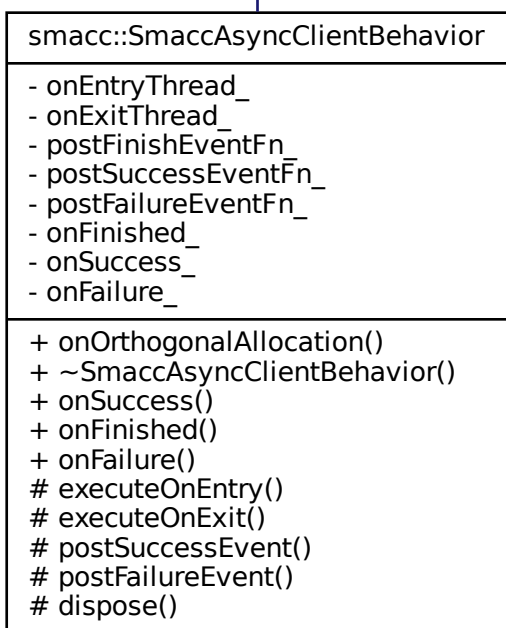 smacc::SmaccAsyncClientBehavior
- onEntryThread_
- onExitThread_
- postFinishEventFn_
- postSuccessEventFn_
- postFailureEventFn_
- onFinished_
- onSuccess_
- onFailure_
+ onOrthogonalAllocation()
+ ~SmaccAsyncClientBehavior()
+ onSuccess()
+ onFinished()
+ onFailure()
# executeOnEntry()
# executeOnExit()
# postSuccessEvent()
# postFailureEvent()
# dispose()